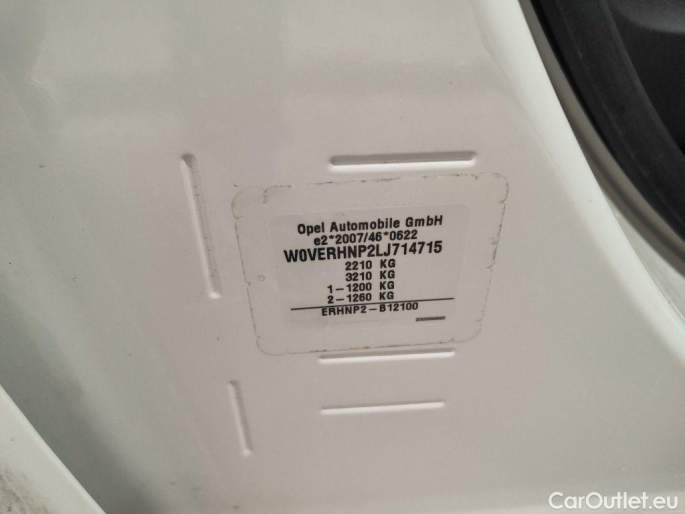 Opel Automobile GmbH
e2*2007/46*0622
W0VERHNP2LJ714715
2210 KG
3210 KG
1-1200 KG
2-1260 KG
ERHNP2-B12100
CarOutlet.eu